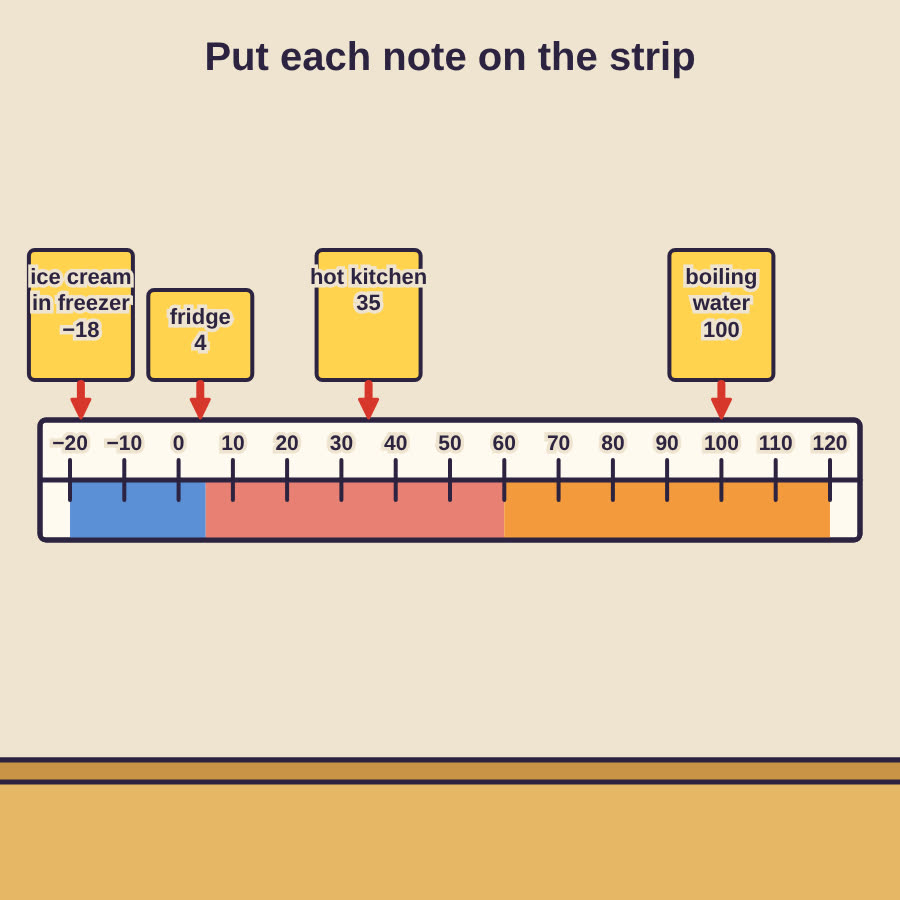 Put each note on the strip
ice cream
in freezer
−18
fridge
4
hot kitchen
35
boiling
water
100
−20 −10 0 10 20 30 40 50 60 70 80 90 100 110 120